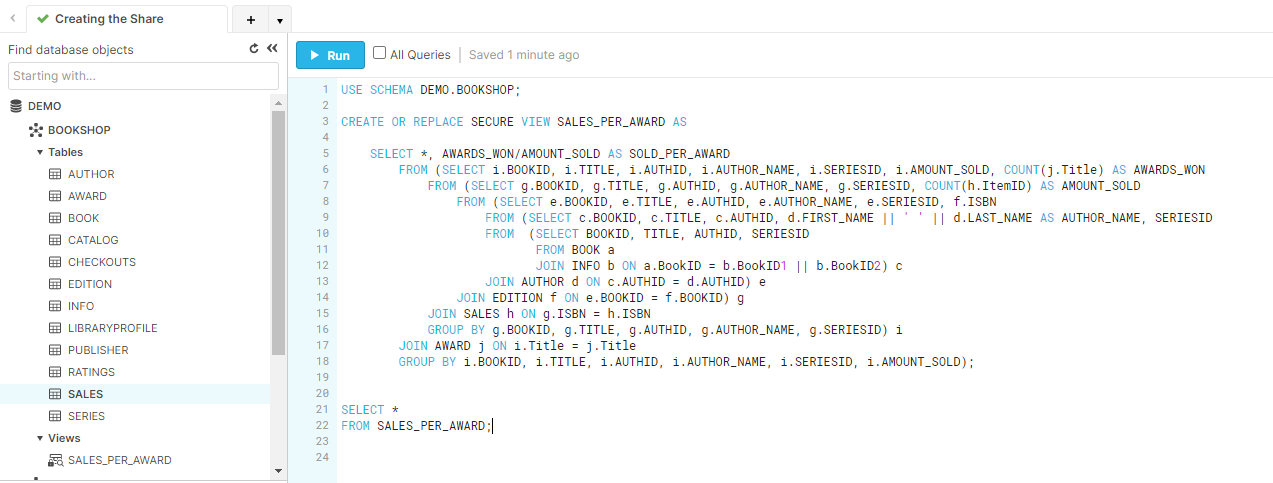 Creating the Share
+
Find database objects
Starting with...
DEMO
BOOKSHOP
Tables
AUTHOR
AWARD
BOOK
CATALOG
CHECKOUTS
EDITION
INFO
LIBRARYPROFILE
PUBLISHER
RATINGS
SALES
SERIES
Views
SALES_PER_AWARD
Run All Queries Saved 1 minute ago
1 USE SCHEMA DEMO.BOOKSHOP;
2
3 CREATE OR REPLACE SECURE VIEW SALES_PER_AWARD AS
4
5 SELECT *, AWARDS_WON/AMOUNT_SOLD AS SOLD_PER_AWARD
6 FROM (SELECT i.BOOKID, i.TITLE, i.AUTHID, i.AUTHOR_NAME, i.SERIESID, i.AMOUNT_SOLD, COUNT(j.Title) AS AWARDS_WON
7 FROM (SELECT g.BOOKID, g.TITLE, g.AUTHID, g.AUTHOR_NAME, g.SERIESID, COUNT(h.ItemID) AS AMOUNT_SOLD
8 FROM (SELECT e.BOOKID, e.TITLE, e.AUTHID, e.AUTHOR_NAME, e.SERIESID, f.ISBN
9 FROM (SELECT c.BOOKID, c.TITLE, c.AUTHID, d.FIRST_NAME || ' ' || d.LAST_NAME AS AUTHOR_NAME, SERIESID
10 FROM (SELECT BOOKID, TITLE, AUTHID, SERIESID
11 FROM BOOK a
12 JOIN INFO b ON a.BookID = b.BookID1 || b.BookID2) c
13 JOIN AUTHOR d ON c.AUTHID = d.AUTHID) e
14 JOIN EDITION f ON e.BOOKID = f.BOOKID) g
15 JOIN SALES h ON g.ISBN = h.ISBN
16 GROUP BY g.BOOKID, g.TITLE, g.AUTHID, g.AUTHOR_NAME, g.SERIESID) i
17 JOIN AWARD j ON i.Title = j.Title
18 GROUP BY i.BOOKID, i.TITLE, i.AUTHID, i.AUTHOR_NAME, i.SERIESID, i.AMOUNT_SOLD);
19
20
21 SELECT *
22 FROM SALES_PER_AWARD;
23
24